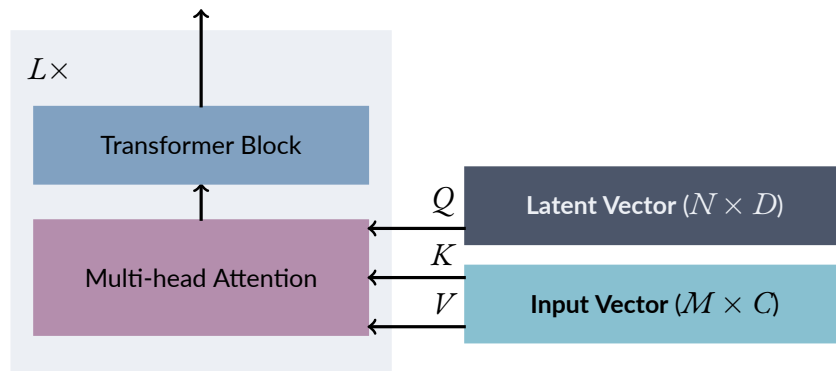 L×
Transformer Block
Multi-head Attention
Q
K
V
Latent Vector (N × D)
Input Vector (M × C)